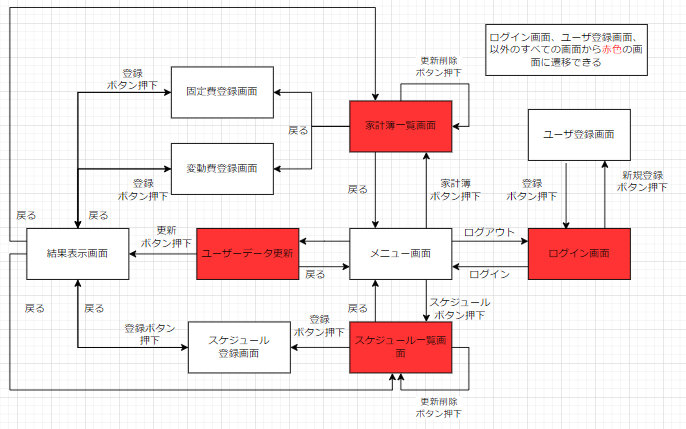 ログイン画面、ユーザ登録画面、
以外のすべての画面から赤色の画
面に遷移できる
更新削除
ボタン押下
登録
ボタン押下
固定費登録画面
戻る
家計簿一覧画面
ユーザ登録画面
変動費登録画面
登録
ボタン押下
戻る
家計簿
ボタン押下
登録
ボタン押下
新規登録
ボタン押下
戻る
戻る
更新
ボタン押下
ログアウト
結果表示画面
ユーザーデータ更新
メニュー画面
ログイン画面
戻る
ログイン
戻る
戻る
登録ボタン
押下
スケジュール
登録画面
登録
ボタン押下
戻る
スケジュール
ボタン押下
スケジュール一覧画
面
更新削除
ボタン押下